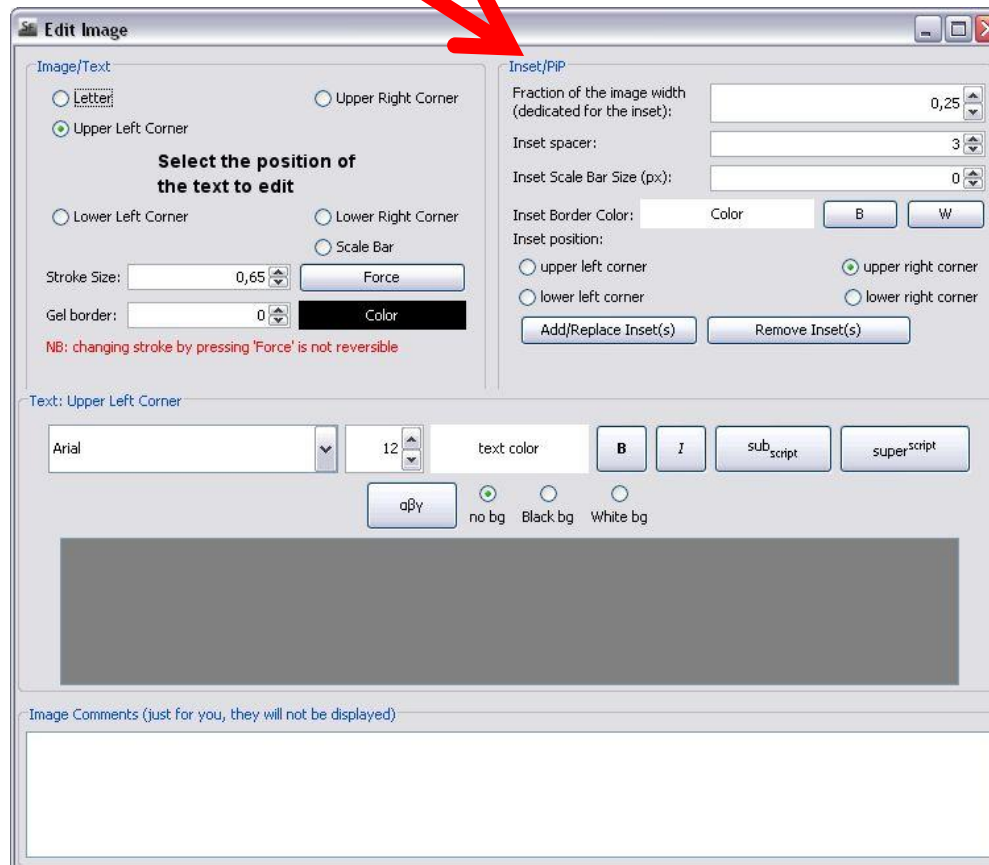 SF Edit Image
Image/Text
Letter
Upper Right Corner
Upper Left Corner
Select the position of
the text to edit
Lower Left Corner
Lower Right Corner
Scale Bar
Stroke Size: 0,65 Force
Gel border: 0 Color
NB: changing stroke by pressing 'Force' is not reversible
Inset/PiP
Fraction of the image width
(dedicated for the inset): 0,25
Inset spacer: 3
Inset Scale Bar Size (px): 0
Inset Border Color: Color B W
Inset position:
upper left corner upper right corner
lower left corner lower right corner
Add/Replace Inset(s) Remove Inset(s)
Text: Upper Left Corner
Arial 12 text color B I subscript superscript
αβγ no bg Black bg White bg
Image Comments (just for you, they will not be displayed)